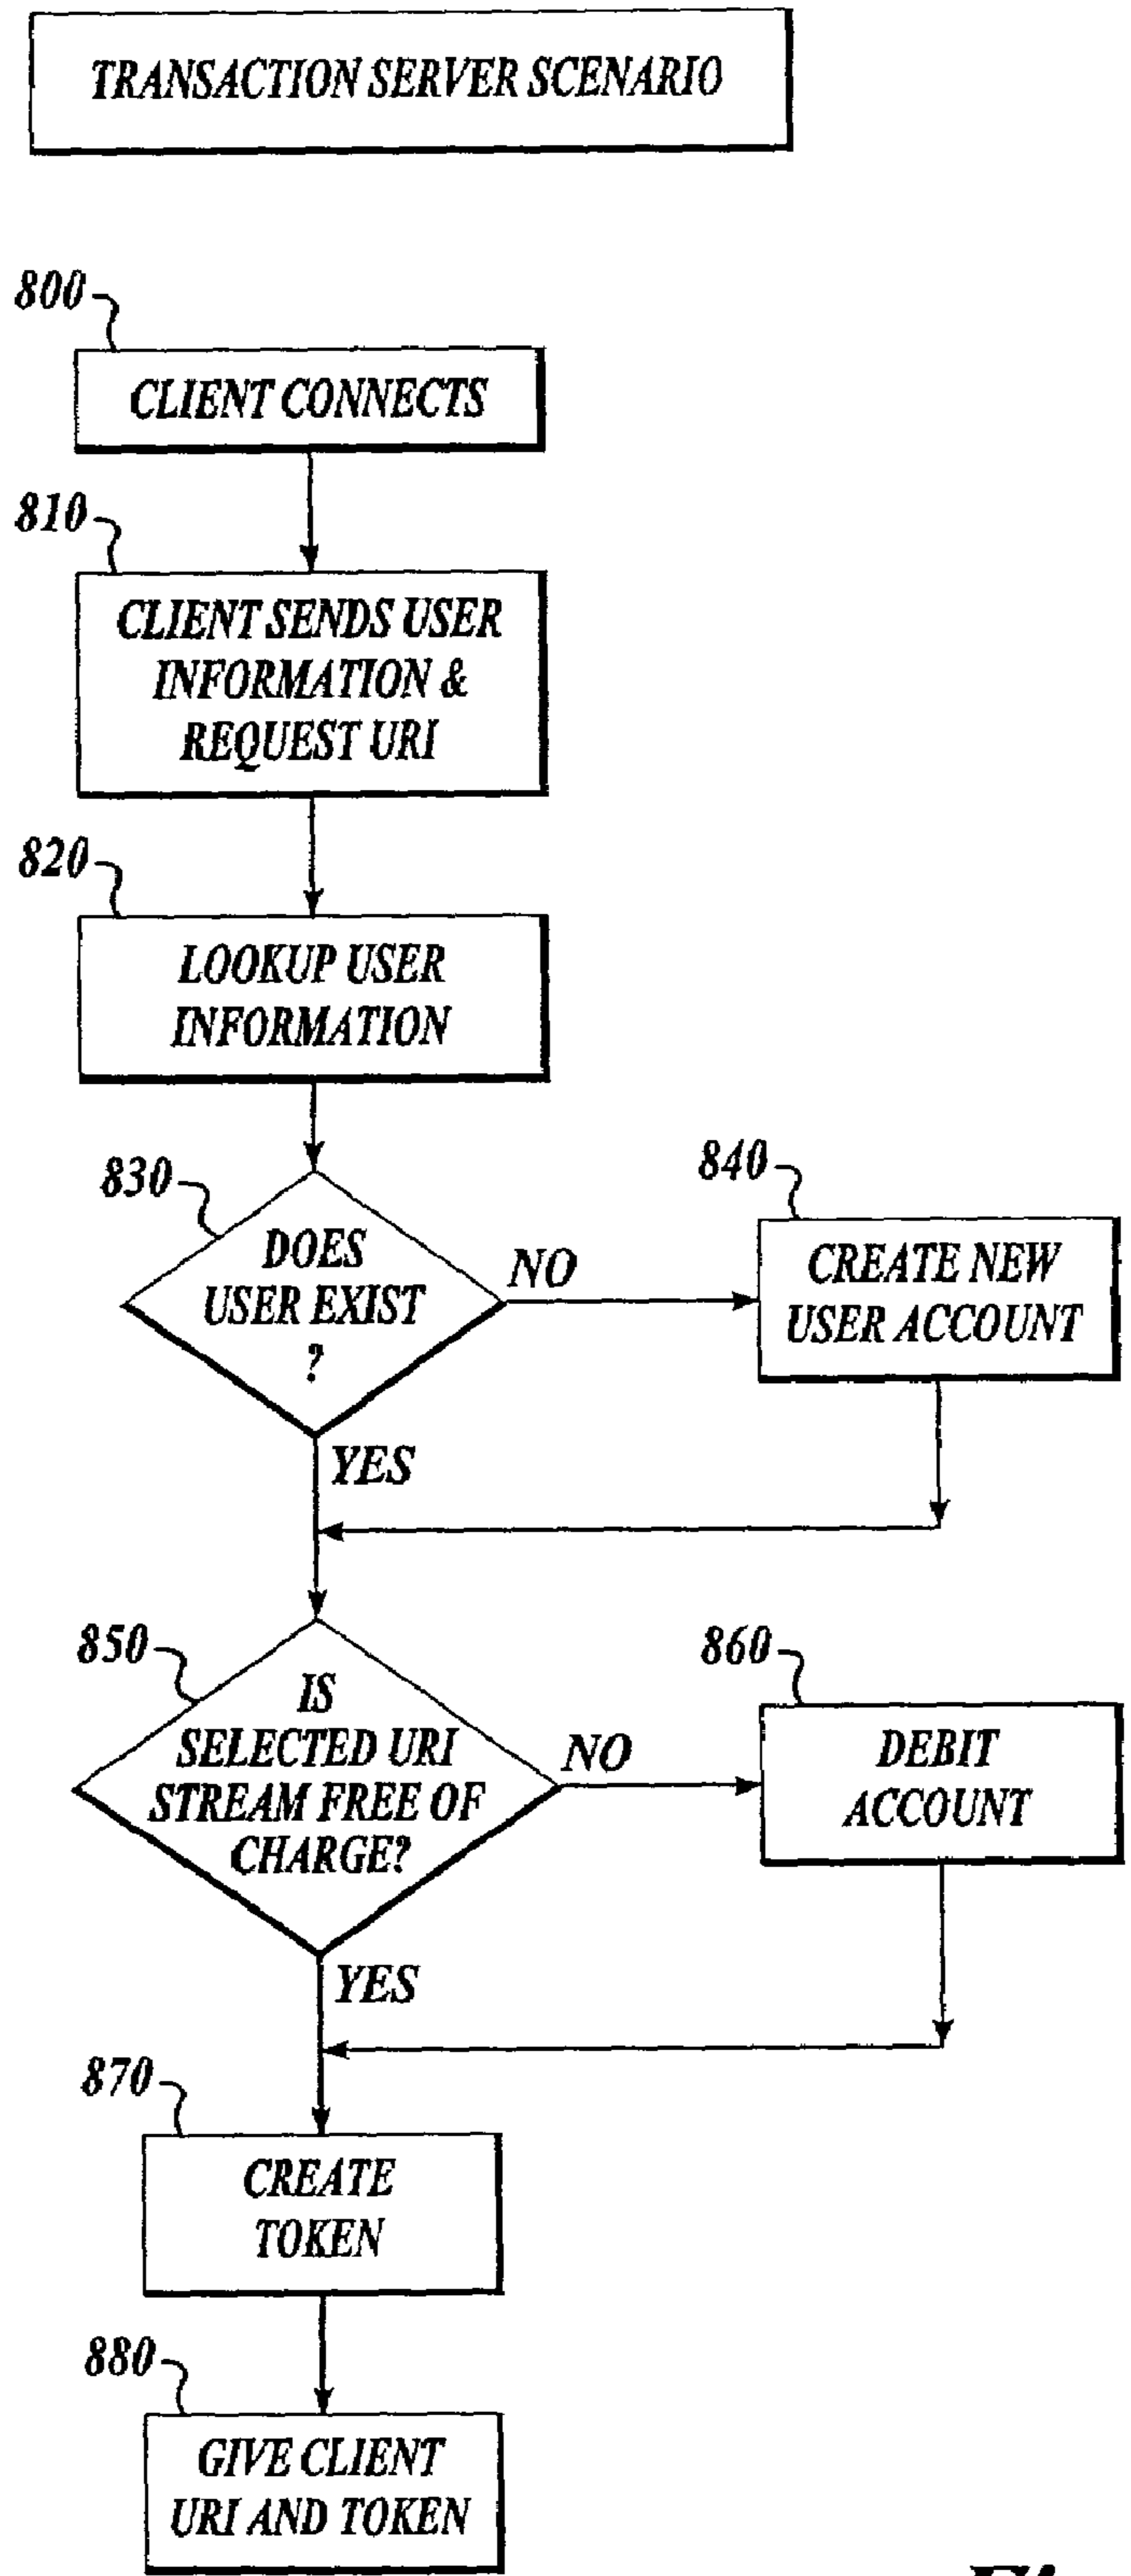 TRANSACTION SERVER SCENARIO
800
CLIENT CONNECTS
810
CLIENT SENDS USER
INFORMATION &
REQUEST URI
820
LOOKUP USER
INFORMATION
830
DOES
USER EXIST
?
NO
840
CREATE NEW
USER ACCOUNT
YES
850
IS
SELECTED URI
STREAM FREE OF
CHARGE?
NO
860
DEBIT
ACCOUNT
YES
870
CREATE
TOKEN
880
GIVE CLIENT
URI AND TOKEN